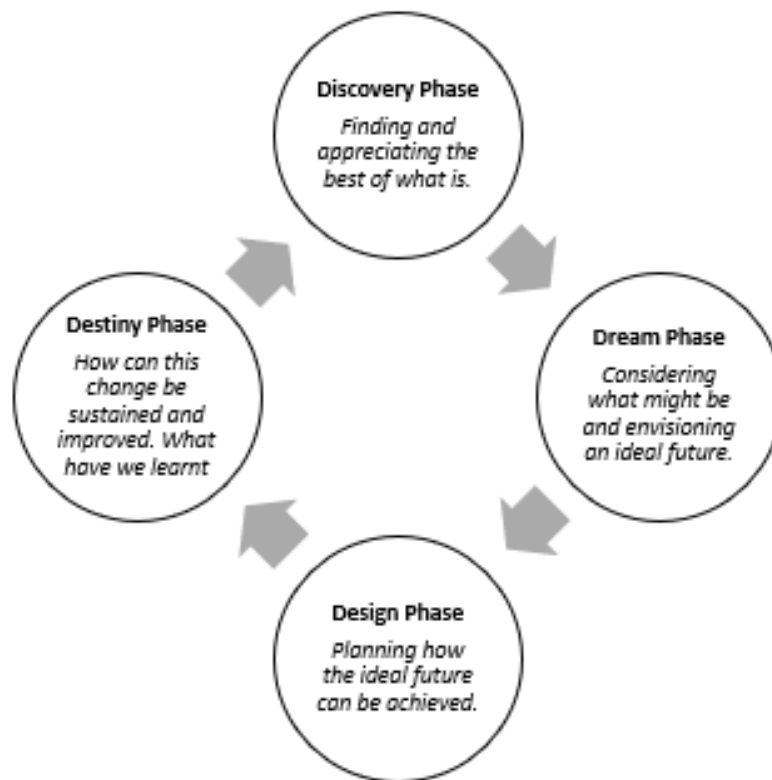 Discovery Phase
Finding and
appreciating the
best of what is.
Dream Phase
Considering
what might be
and envisioning
an ideal future.
Design Phase
Planning how
the ideal future
can be achieved.
Destiny Phase
How can this
change be
sustained and
improved. What
have we learnt